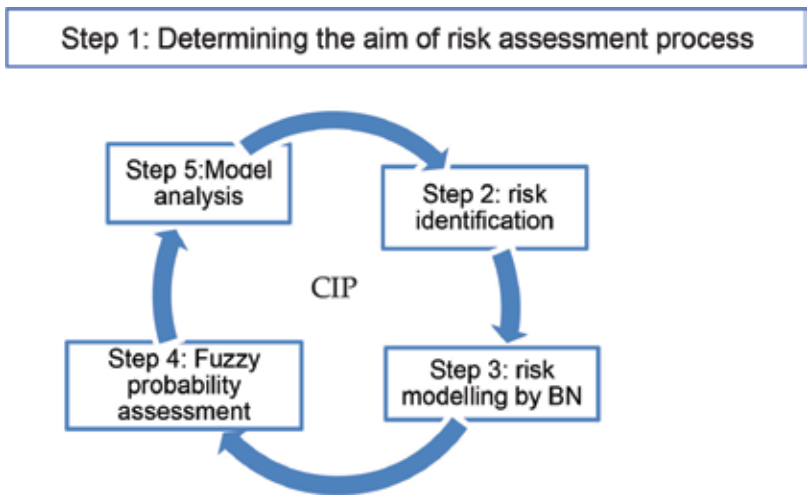 Step 1: Determining the aim of risk assessment process
Step 5:Model
analysis
Step 2: risk
identification
CIP
Step 4: Fuzzy
probability
assessment
Step 3: risk
modelling by BN